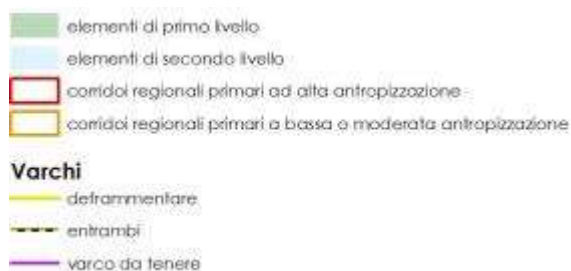 elementi di primo livello
elementi di secondo livello
corridoi regionali primari ad alta antropizzazione
corridoi regionali primari a bassa o moderata antropizzazione
Varchi
deframmentare
entrambi
varco da tenere